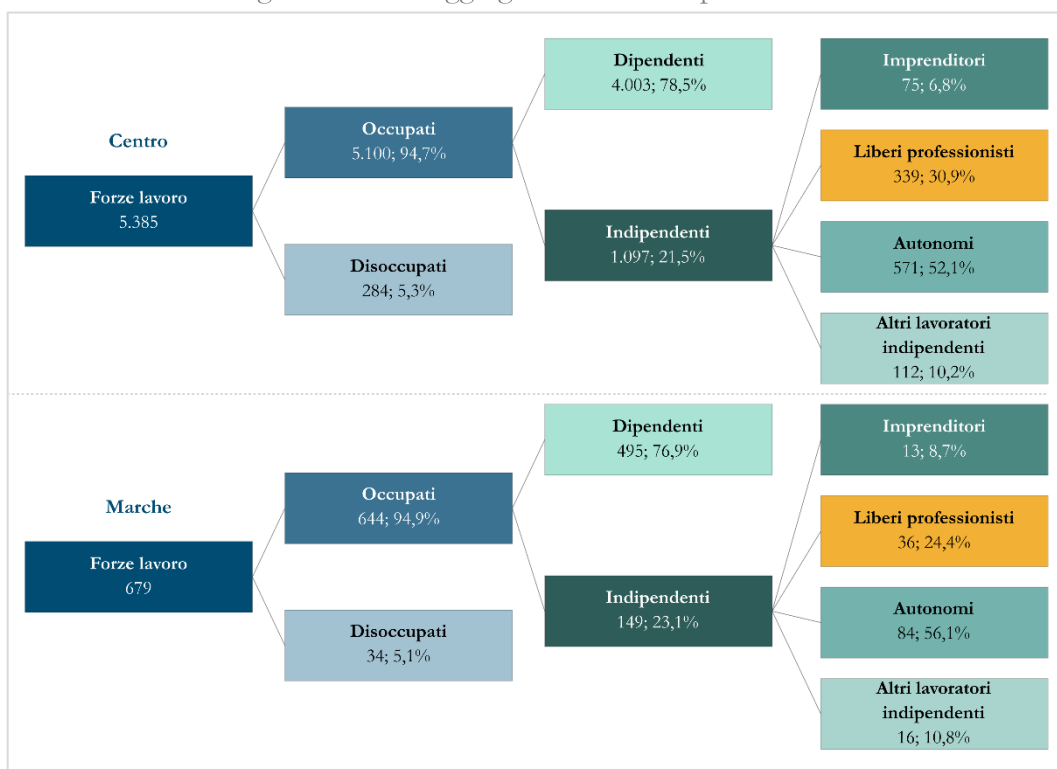 Centro
Forze lavoro
5.385
Occupati
5.100; 94,7%
Disoccupati
284; 5,3%
Dipendenti
4.003; 78,5%
Indipendenti
1.097; 21,5%
Imprenditori
75; 6,8%
Liberi professionisti
339; 30,9%
Autonomi
571; 52,1%
Altri lavoratori
indipendenti
112; 10,2%
Marche
Forze lavoro
679
Occupati
644; 94,9%
Disoccupati
34; 5,1%
Dipendenti
495; 76,9%
Indipendenti
149; 23,1%
Imprenditori
13; 8,7%
Liberi professionisti
36; 24,4%
Autonomi
84; 56,1%
Altri lavoratori
indipendenti
16; 10,8%